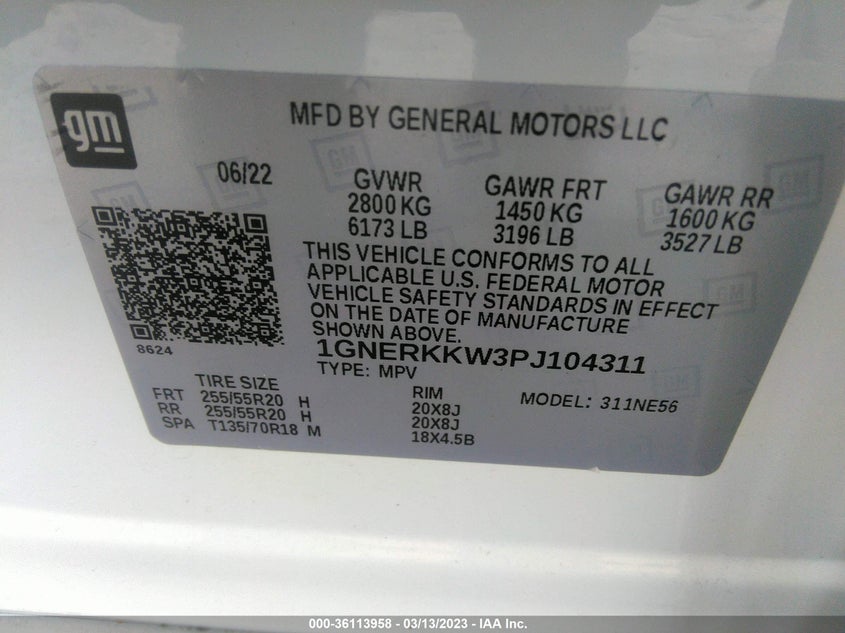 gm
MFD BY GENERAL MOTORS LLC
06/22
GVWR GAWR FRT GAWR RR
2800 KG 1450 KG 1600 KG
6173 LB 3196 LB 3527 LB
THIS VEHICLE CONFORMS TO ALL
APPLICABLE U.S. FEDERAL MOTOR
VEHICLE SAFETY STANDARDS IN EFFECT
ON THE DATE OF MANUFACTURE
SHOWN ABOVE.
8624
1GNERKKW3PJ104311
TYPE: MPV
TIRE SIZE RIM MODEL: 311NE56
FRT 255/55R20 H 20X8J
RR 255/55R20 H 20X8J
SPA T135/70R18 M 18X4.5B
000-36113958 - 03/13/2023 - IAA Inc.